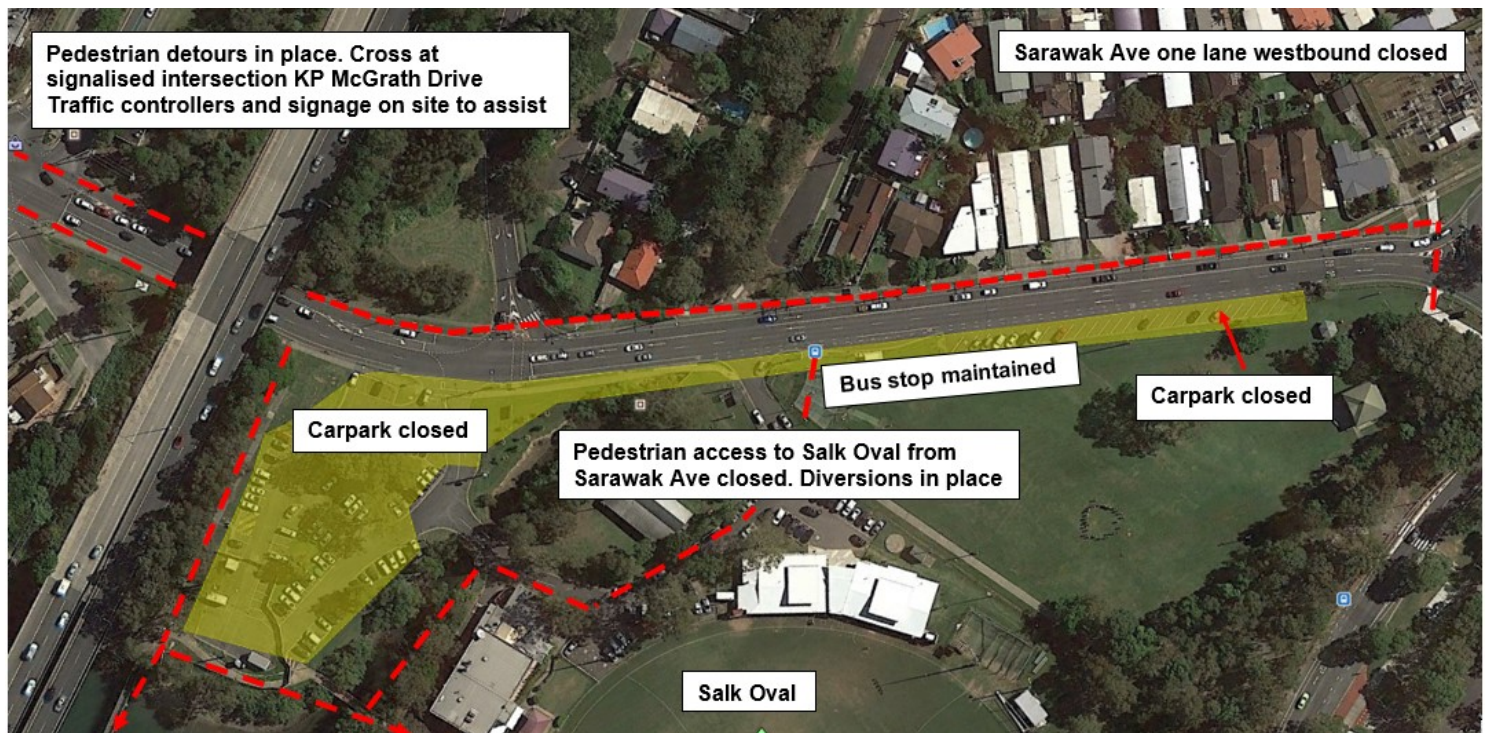 Pedestrian detours in place. Cross at
signalised intersection KP McGrath Drive
Traffic controllers and signage on site to assist
Sarawak Ave one lane westbound closed
Bus stop maintained
Carpark closed
Carpark closed
Pedestrian access to Salk Oval from
Sarawak Ave closed. Diversions in place
Salk Oval